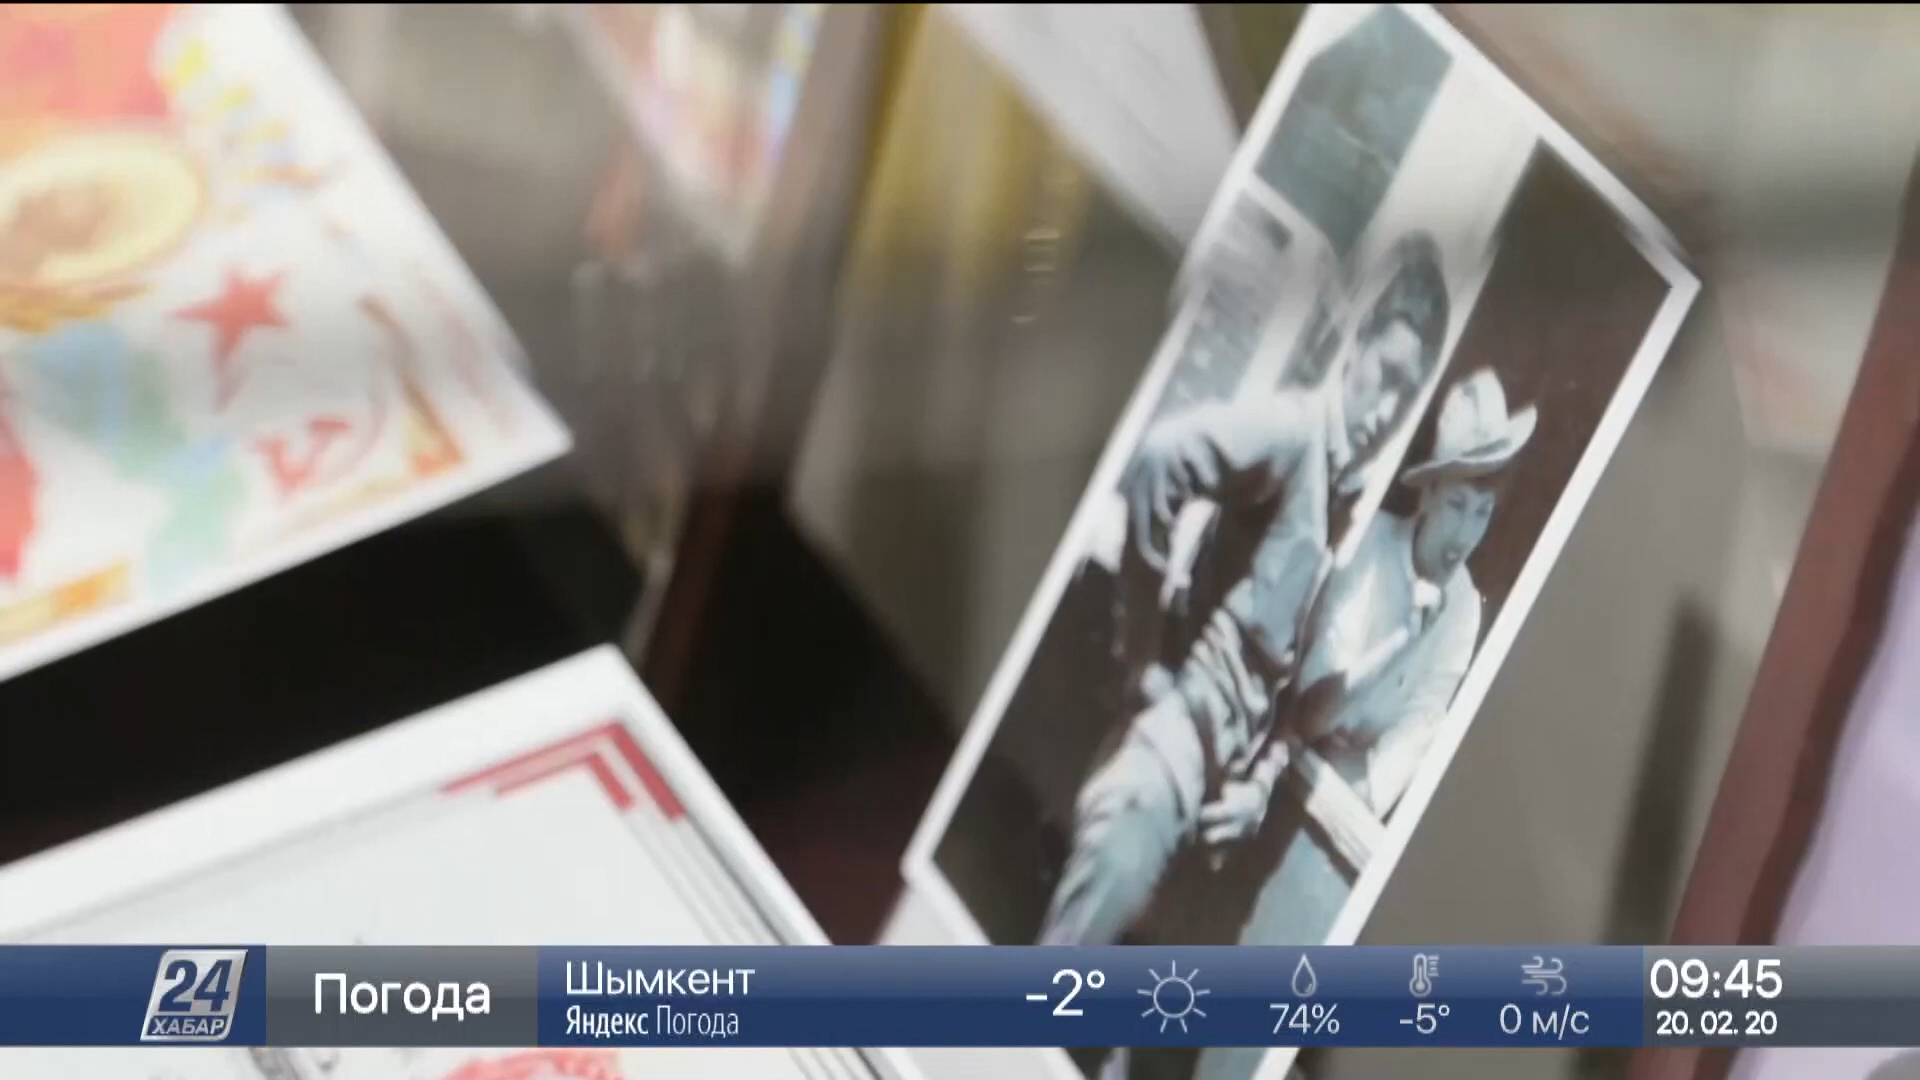 24
ХАБАР
Погода
Шымкент
Яндекс Погода
-2°
74%
-5°
0 м/с
09:45
20. 02. 20